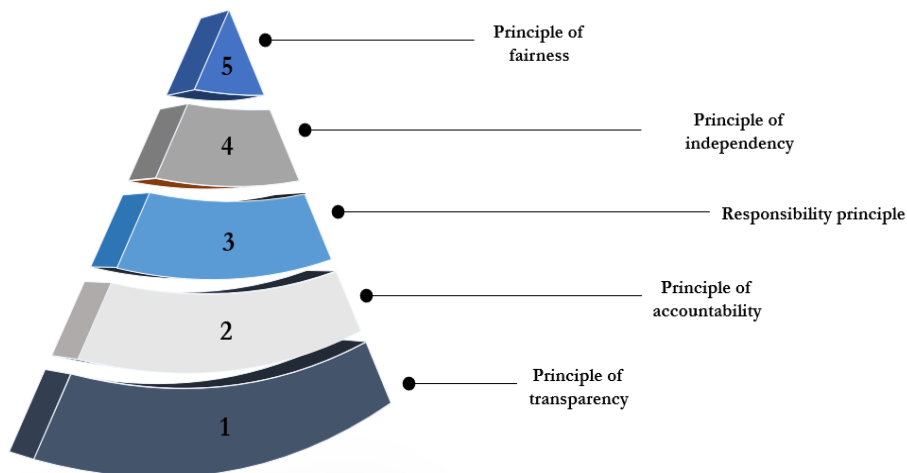 Principle of
fairness
5
Principle of
independency
4
Responsibility principle
3
Principle of
accountability
2
Principle of
transparency
1